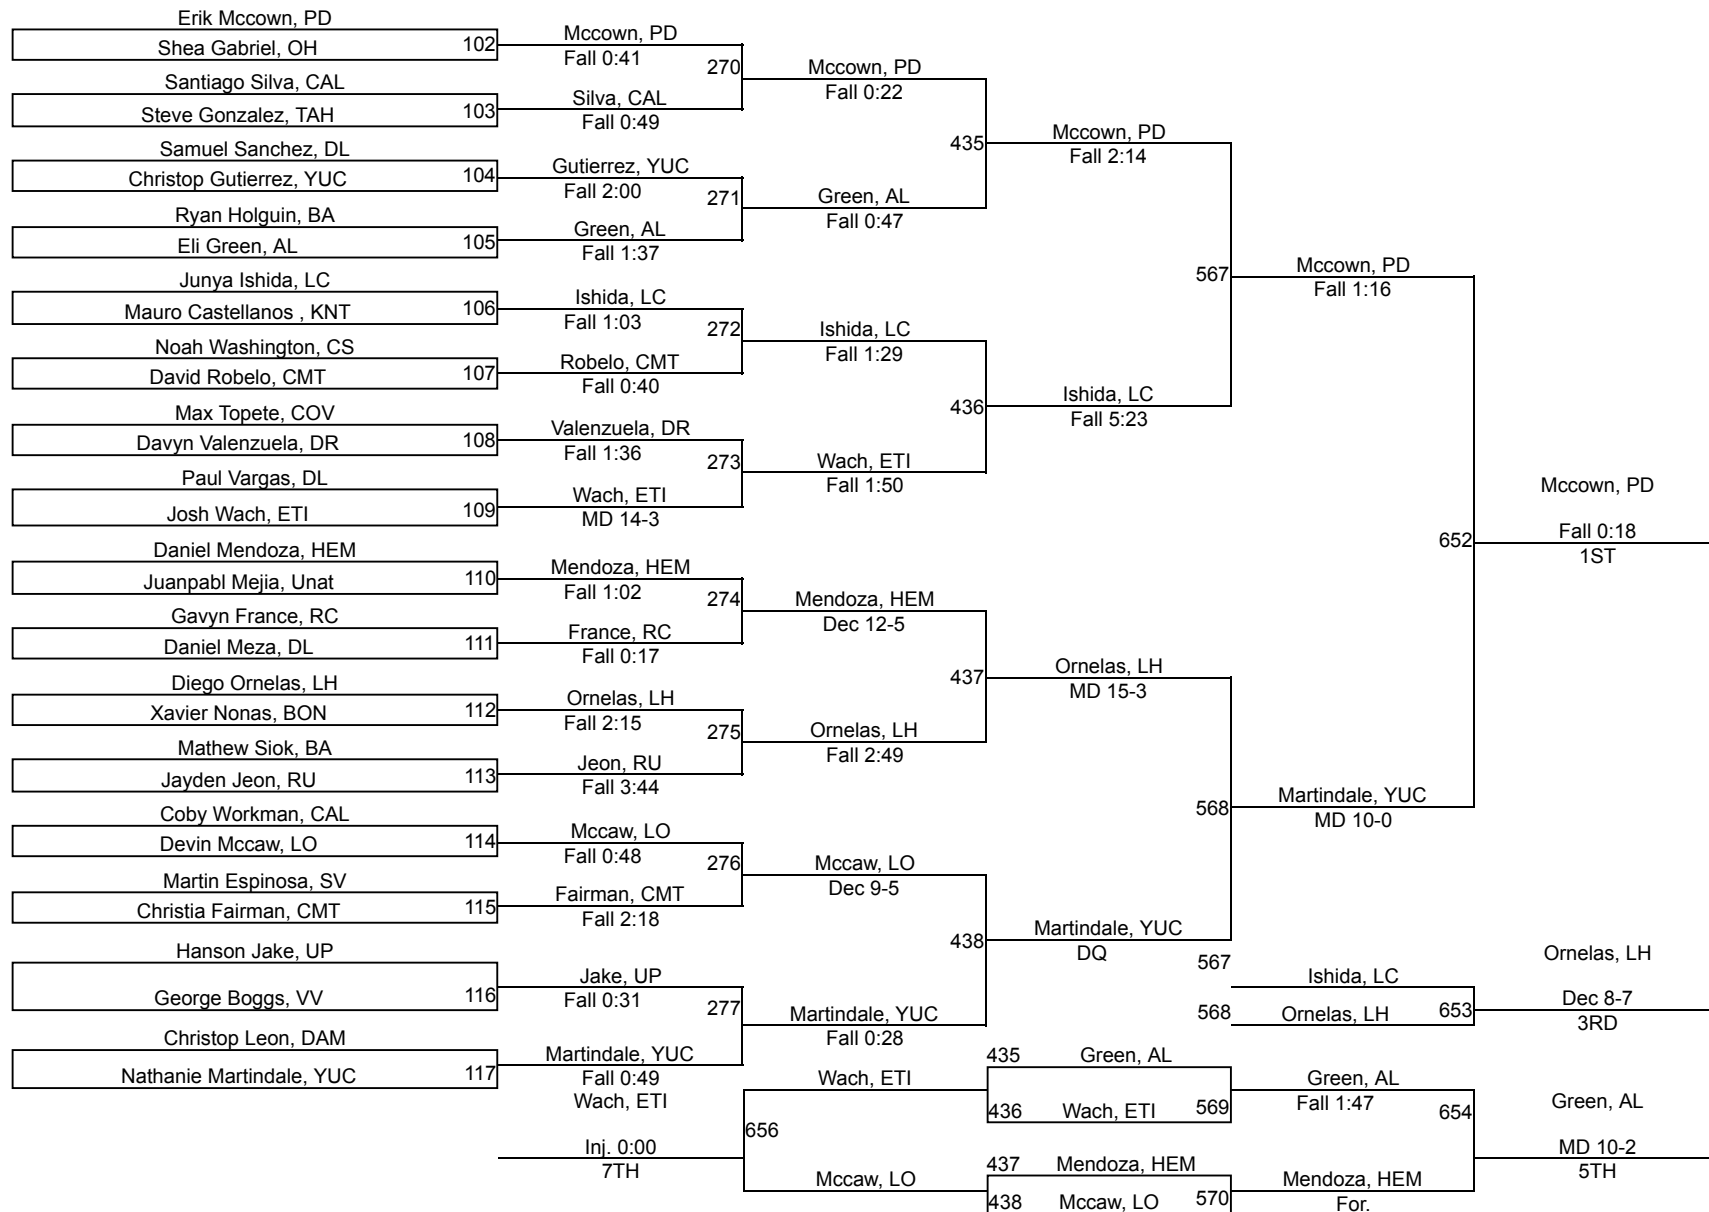 Erik Mccown, PD
Shea Gabriel, OH 102
Santiago Silva, CAL
Steve Gonzalez, TAH 103
Samuel Sanchez, DL
Christop Gutierrez, YUC 104
Ryan Holguin, BA
Eli Green, AL 105
Junya Ishida, LC
Mauro Castellanos , KNT 106
Noah Washington, CS
David Robelo, CMT 107
Max Topete, COV
Davyn Valenzuela, DR 108
Paul Vargas, DL
Josh Wach, ETI 109
Daniel Mendoza, HEM
Juanpabl Mejia, Unat 110
Gavyn France, RC
Daniel Meza, DL 111
Diego Ornelas, LH
Xavier Nonas, BON 112
Mathew Siok, BA
Jayden Jeon, RU 113
Coby Workman, CAL
Devin Mccaw, LO 114
Martin Espinosa, SV
Christia Fairman, CMT 115
Hanson Jake, UP
George Boggs, VV 116
Christop Leon, DAM
Nathanie Martindale, YUC 117
Mccown, PD
Fall 0:41
270
Silva, CAL
Fall 0:49
Gutierrez, YUC
Fall 2:00
271
Green, AL
Fall 1:37
Ishida, LC
Fall 1:03
272
Robelo, CMT
Fall 0:40
Valenzuela, DR
Fall 1:36
273
Wach, ETI
MD 14-3
Mendoza, HEM
Fall 1:02
274
France, RC
Fall 0:17
Ornelas, LH
Fall 2:15
275
Jeon, RU
Fall 3:44
Mccaw, LO
Fall 0:48
276
Fairman, CMT
Fall 2:18
Jake, UP
Fall 0:31
277
Martindale, YUC
Fall 0:49
Wach, ETI
Inj. 0:00
7TH
656
Mccown, PD
Fall 0:22
435
Green, AL
Fall 0:47
Ishida, LC
Fall 1:29
436
Wach, ETI
Fall 1:50
Mendoza, HEM
Dec 12-5
437
Ornelas, LH
Fall 2:49
Mccaw, LO
Dec 9-5
438
Martindale, YUC
Fall 0:28
Wach, ETI
Mccaw, LO
Mccown, PD
Fall 2:14
567
Ishida, LC
Fall 5:23
Ornelas, LH
MD 15-3
568
Martindale, YUC
DQ
435 Green, AL
436 Wach, ETI 569
437 Mendoza, HEM
438 Mccaw, LO 570
Mccown, PD
Fall 1:16
652
Martindale, YUC
MD 10-0
567 Ishida, LC
568 Ornelas, LH 653
Green, AL
Fall 1:47
654
Mendoza, HEM
For.
Mccown, PD
Fall 0:18
1ST
Ornelas, LH
Dec 8-7
3RD
Green, AL
MD 10-2
5TH